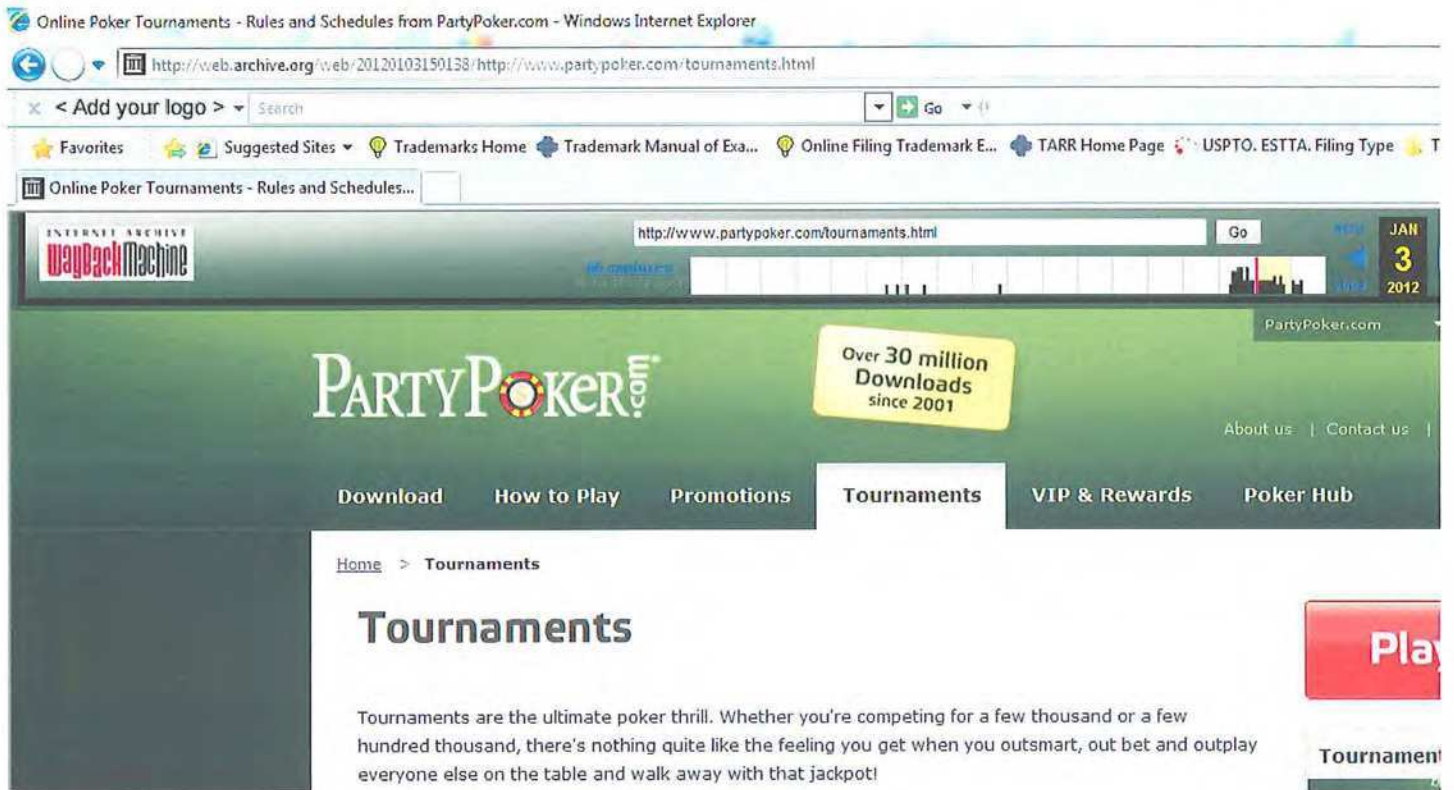 Online Poker Tournaments - Rules and Schedules from PartyPoker.com - Windows Internet Explorer
http://web.archive.org/web/20120103150138/http://www.partypoker.com/tournaments.html
x < Add your logo > Search Go
Favorites Suggested Sites Trademarks Home Trademark Manual of Exa... Online Filing Trademark E... TARR Home Page USPTO. ESTTA. Filing Type T
Online Poker Tournaments - Rules and Schedules...
INTERNET ARCHIVE
WayBackMachine
http://www.partypoker.com/tournaments.html Go
JAN
3
2012
PartyPoker.com
PARTYPOKER.com
Over 30 million
Downloads
since 2001
About us | Contact us |
Download How to Play Promotions Tournaments VIP & Rewards Poker Hub
Home > Tournaments
Tournaments
Play
Tournaments are the ultimate poker thrill. Whether you're competing for a few thousand or a few
hundred thousand, there's nothing quite like the feeling you get when you outsmart, out bet and outplay
everyone else on the table and walk away with that jackpot!
Tournament